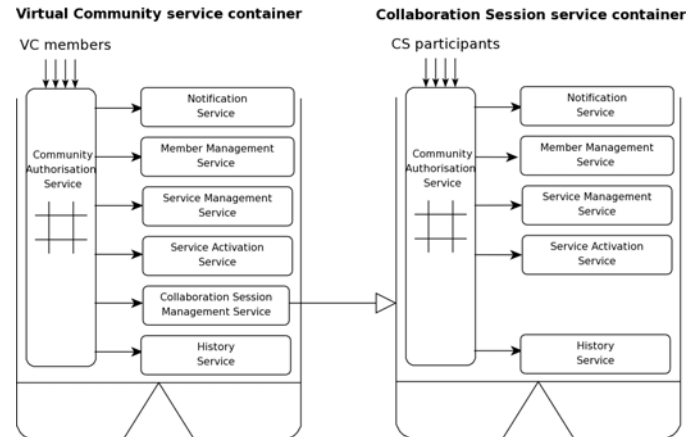 Virtual Community service container
VC members
Community
Authorisation
Service
Notification
Service
Member Management
Service
Service Management
Service
Service Activation
Service
Collaboration Session
Management Service
History
Service
Collaboration Session service container
CS participants
Community
Authorisation
Service
Notification
Service
Member Management
Service
Service Management
Service
Service Activation
Service
History
Service